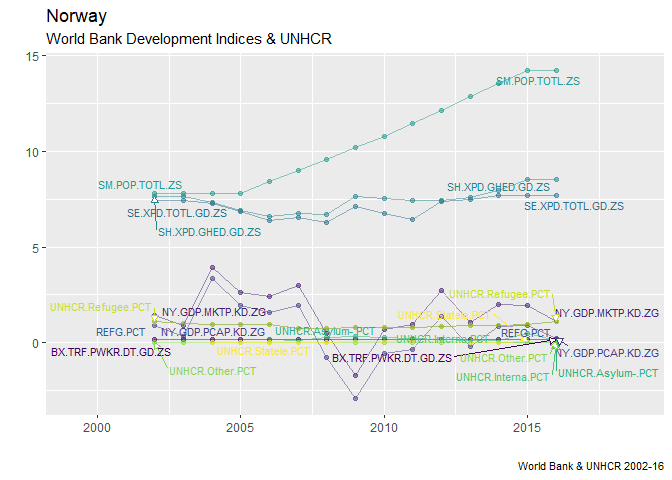 Norway
World Bank Development Indices & UNHCR
15
SM.POP.TOTL.ZS
10
SM.POP.TOTL.ZS
SH.XPD.GHED.GD.ZS
SE.XPD.TOTL.GD.ZS
SE.XPD.TOTL.GD.ZS
SH.XPD.GHED.GD.ZS
5
UNHCR.Refugee.PCT
UNHCR.Refugee.PCT
NY.GDP.MKTP.KD.ZG
NY.GDP.MKTP.KD.ZG
REFG.PCT
NY.GDP.PCAP.KD.ZG
UNHCR.Asylum-.PCT
REFG.PCT
0
UNHCR.Interna.PCT
BX.TRF.PWKR.DT.GD.ZS
UNHCR.Statele.PCT
BX.TRF.PWKR.DT.GD.ZS
UNHCR.Other.PCT
NY.GDP.PCAP.KD.ZG
UNHCR.Other.PCT
UNHCR.Interna.PCT
UNHCR.Asylum-.PCT
2000
2005
2010
2015
World Bank & UNHCR 2002-16